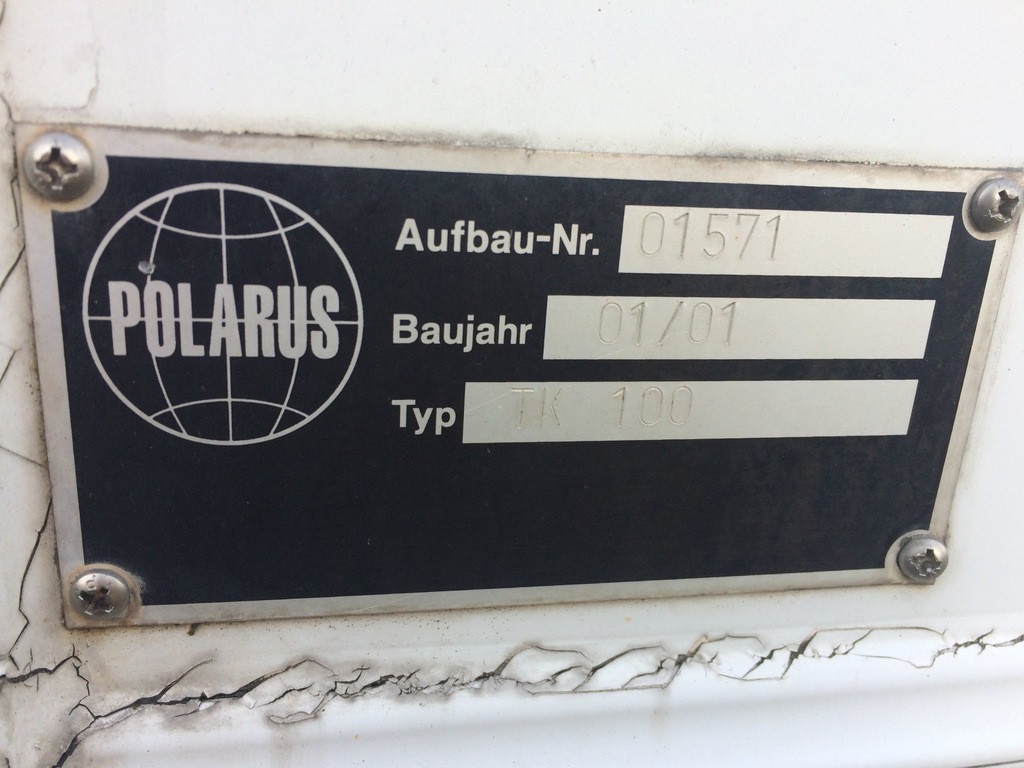 POLARUS
Aufbau-Nr. 01571
Baujahr 01/01
Typ TK 100